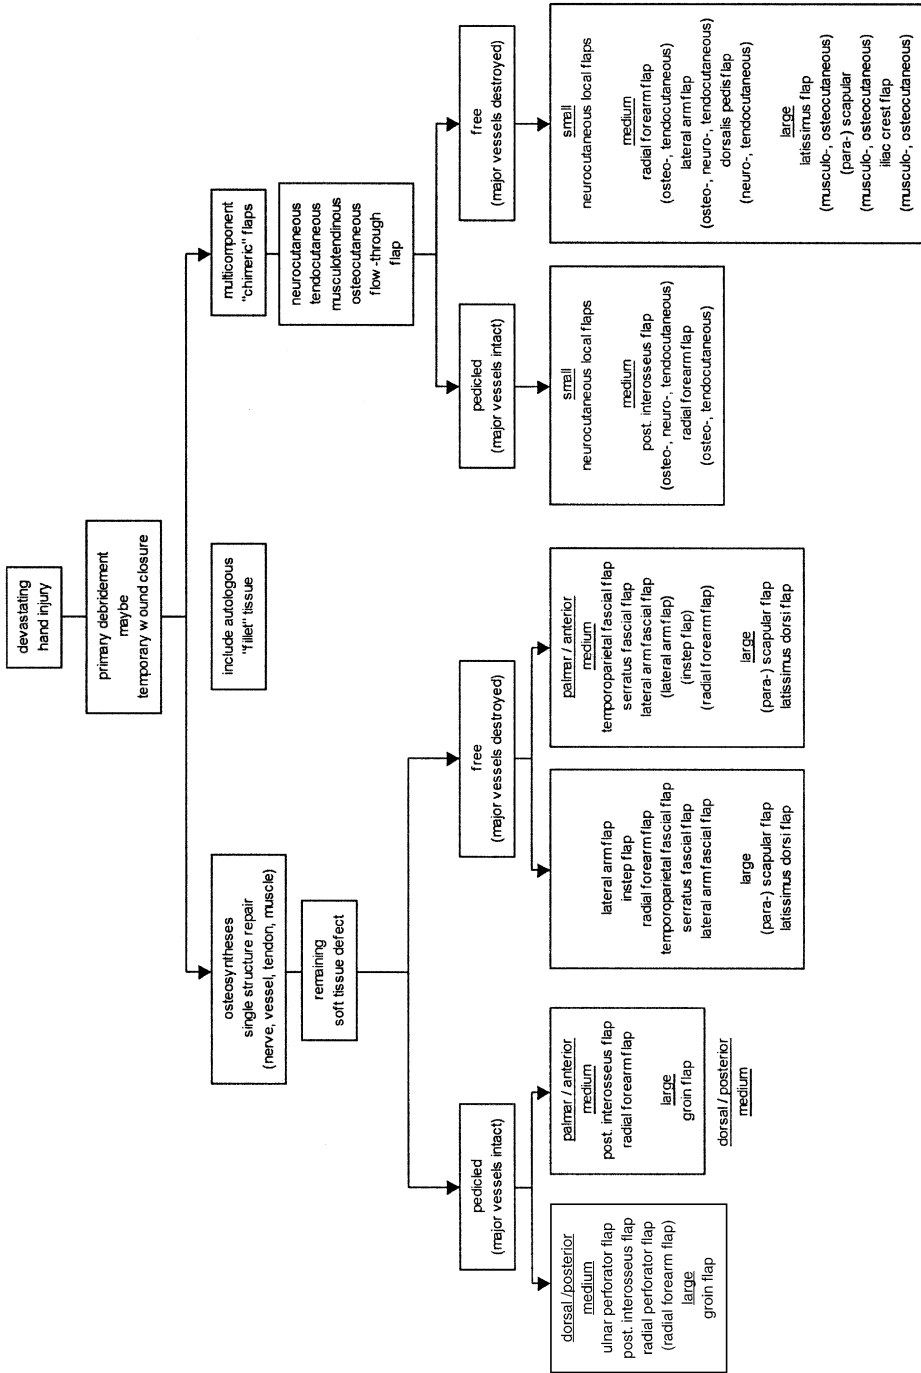 devastating
hand injury
primary debridement
maybe
temporary wound closure
osteosyntheses
single structure repair
(nerve, vessel, tendon, muscle)
include autologous
"fillet" tissue
multicomponent
"chimeric" flaps
remaining
soft tissue defect
neurocutaneous
tendocutaneous
musculotendinous
osteocutaneous
flow -through
flap
pedicled
(major vessels intact)
free
(major vessels destroyed)
pedicled
(major vessels intact)
free
(major vessels destroyed)
dorsal /posterior
medium
ulnar perforator flap
post. interosseus flap
radial perforator flap
(radial forearm flap)
large
groin flap
palmar / anterior
medium
post. interosseus flap
radial forearm flap
large
groin flap
dorsal / posterior
medium
lateral arm flap
instep flap
radial forearm flap
temporoparietal fascial flap
serratus fascial flap
lateral arm fascial flap
large
(para-) scapular flap
latissimus dorsi flap
palmar / anterior
medium
temporoparietal fascial flap
serratus fascial flap
lateral arm fascial flap
(lateral arm flap)
(instep flap)
(radial forearm flap)
large
(para-) scapular flap
latissimus dorsi flap
small
neurocutaneous local flaps
medium
post. interosseus flap
(osteo-, neuro-, tendocutaneous)
radial forearm flap
(osteo-, tendocutaneous)
small
neurocutaneous local flaps
medium
radial forearm flap
(osteo-, tendocutaneous)
lateral arm flap
(osteo-, neuro-, tendocutaneous)
dorsalis pedis flap
(neuro-, tendocutaneous)
large
latissimus flap
(musculo-, osteocutaneous)
(para-) scapular
(musculo-, osteocutaneous)
iliac crest flap
(musculo-, osteocutaneous)